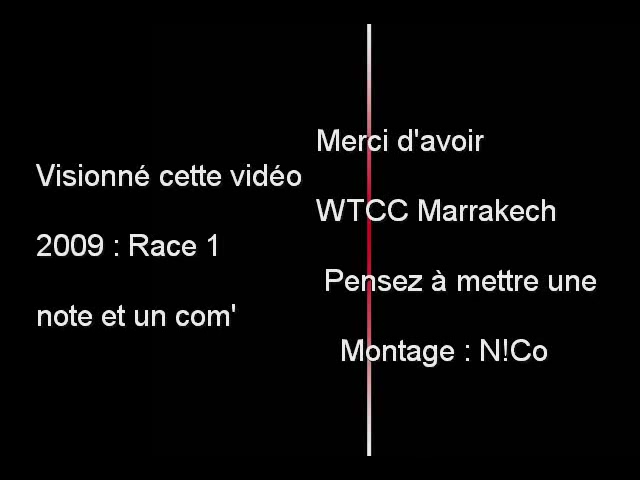 Merci d'avoir
Visionné cette vidéo
WTCC Marrakech
2009 : Race 1
Pensez à mettre une
note et un com'
Montage : N!Co